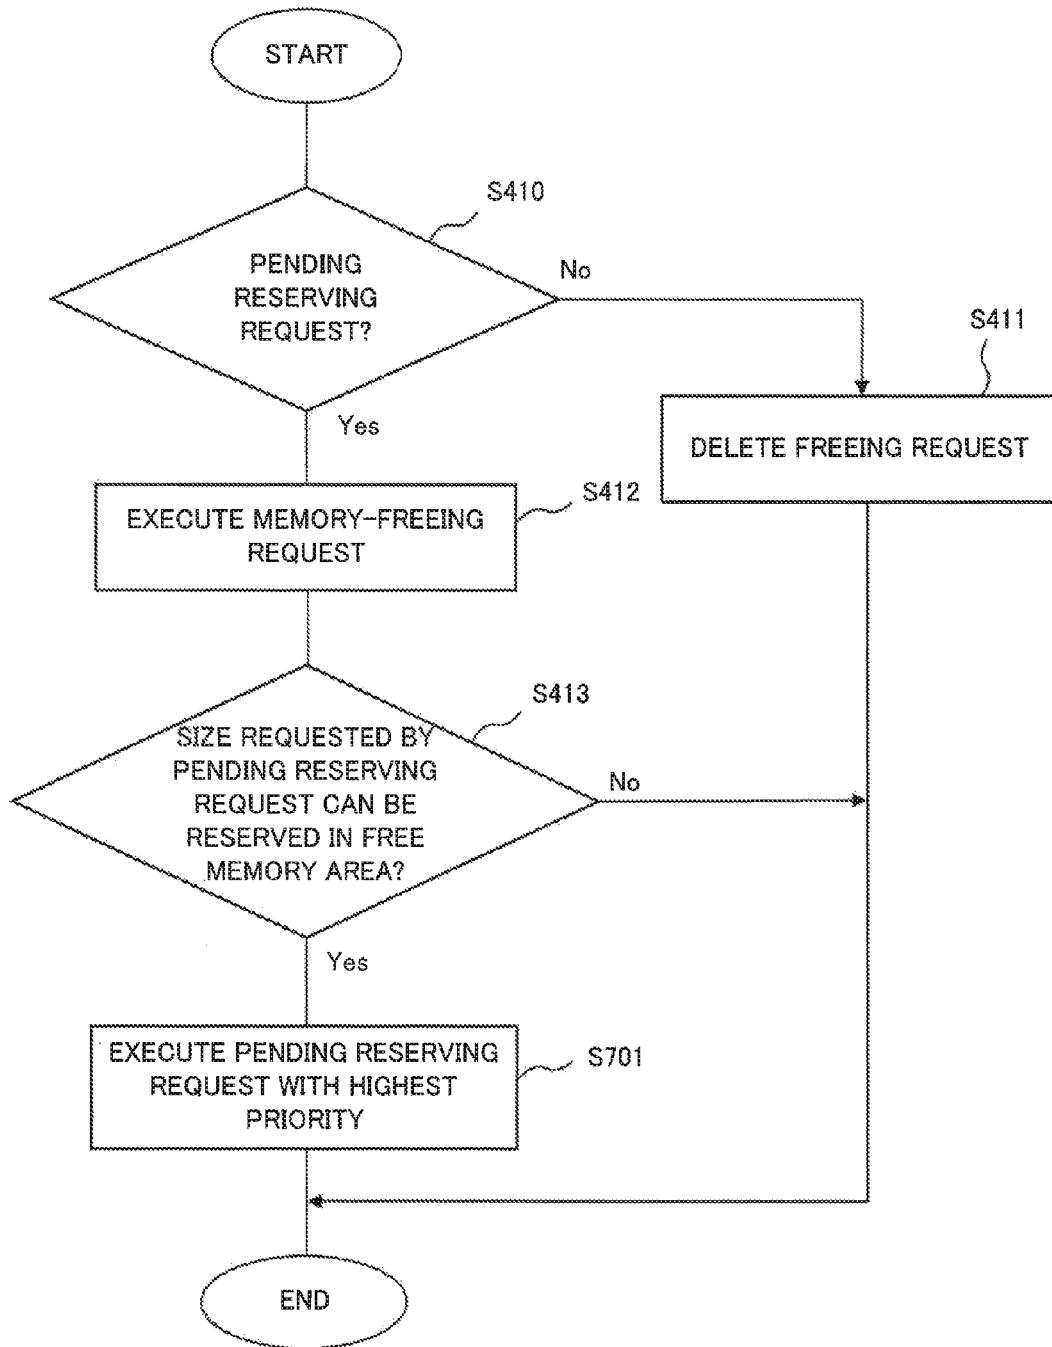 START
S410
PENDING
RESERVING
REQUEST?
No
S411
Yes
DELETE FREEING REQUEST
S412
EXECUTE MEMORY-FREEING
REQUEST
S413
SIZE REQUESTED BY
PENDING RESERVING
REQUEST CAN BE
RESERVED IN FREE
MEMORY AREA?
No
Yes
EXECUTE PENDING RESERVING
REQUEST WITH HIGHEST
PRIORITY
S701
END